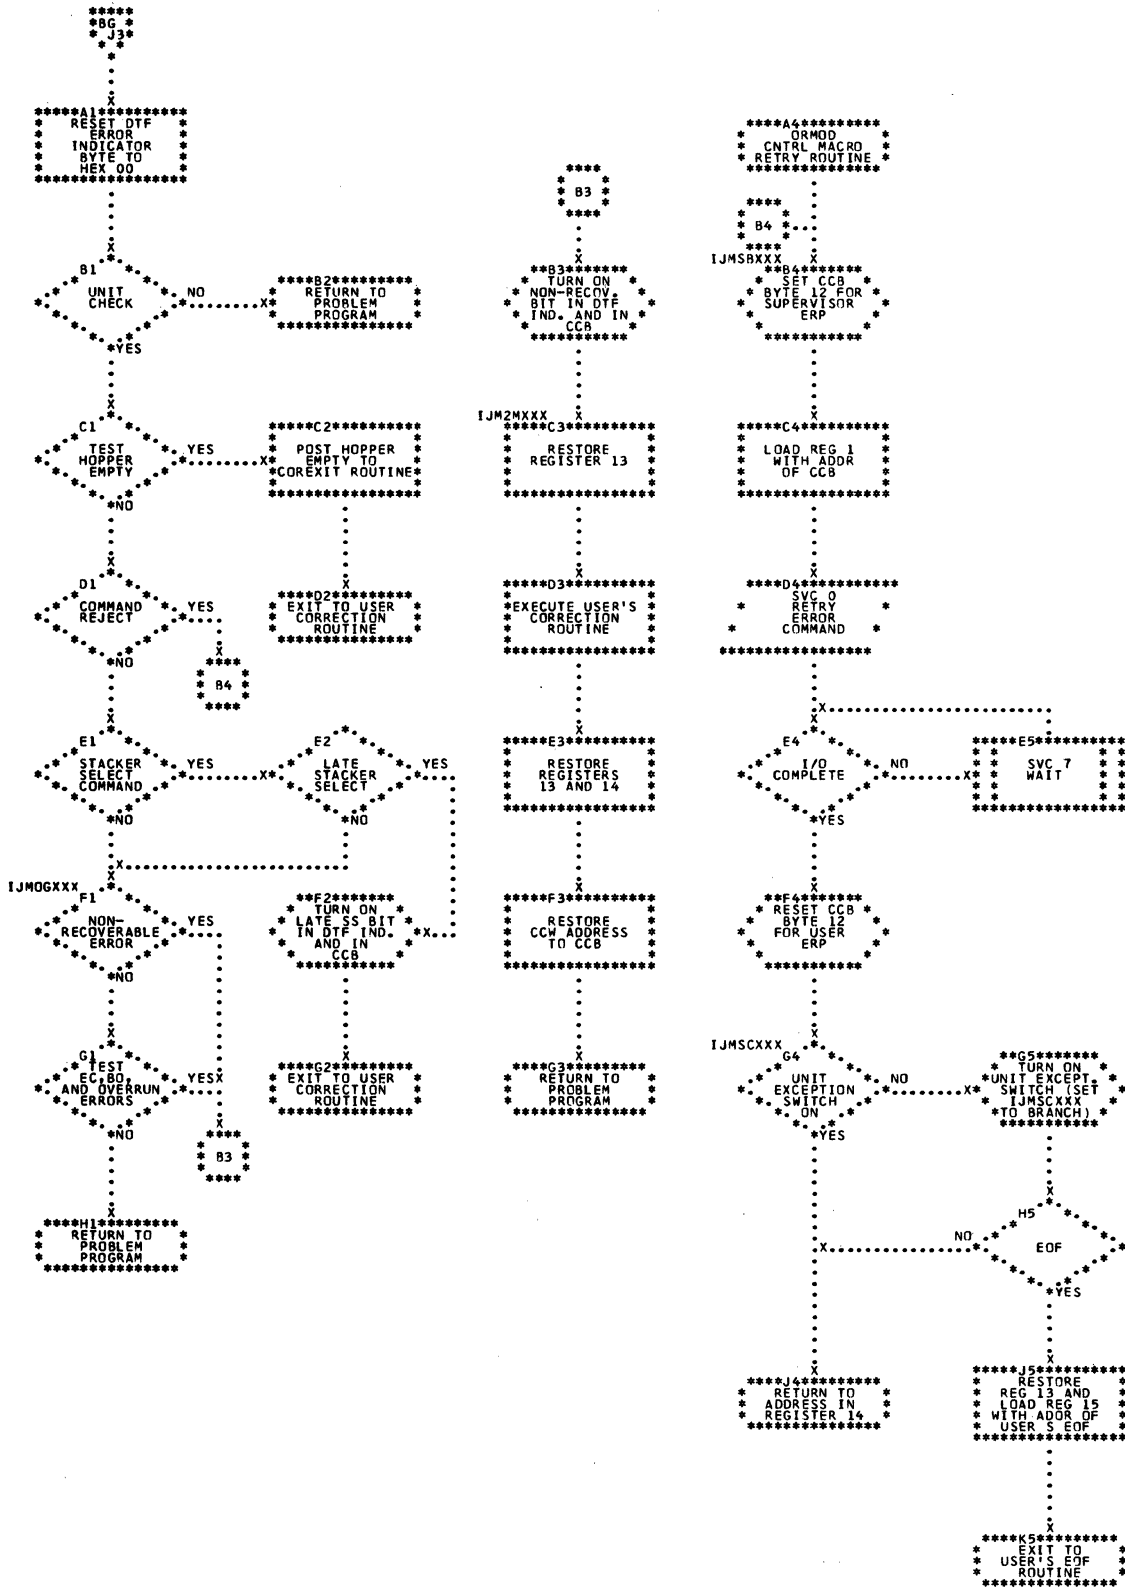 BG
J3
A1
RESET DTF
ERROR
INDICATOR
BYTE TO
HEX 00
B1
UNIT
CHECK
NO
YES
B2
RETURN TO
PROBLEM
PROGRAM
C1
TEST
HOPPER
EMPTY
YES
NO
C2
POST HOPPER
EMPTY TO
COREXIT ROUTINE
D1
COMMAND
REJECT
YES
NO
B4
D2
EXIT TO USER
CORRECTION
ROUTINE
E1
STACKER
SELECT
COMMAND
YES
NO
E2
LATE
STACKER
SELECT
YES
NO
IJMOGXXX
F1
NON-
RECOVERABLE
ERROR
YES
NO
F2
TURN ON
LATE SS BIT
IN DTF IND.
AND IN
CCB
G1
TEST
EC,BO,
AND OVERRUN
ERRORS
YES
NO
B3
G2
EXIT TO USER
CORRECTION
ROUTINE
H1
RETURN TO
PROBLEM
PROGRAM
B3
B3
TURN ON
NON-RECOV.
BIT IN DTF
IND. AND IN
CCB
IJM2MXXX
C3
RESTORE
REGISTER 13
D3
EXECUTE USER'S
CORRECTION
ROUTINE
E3
RESTORE
REGISTERS
13 AND 14
F3
RESTORE
CCW ADDRESS
TO CCB
G3
RETURN TO
PROBLEM
PROGRAM
A4
ORMOD
CNTRL MACRO
RETRY ROUTINE
B4
IJMSBXXX
B4
SET CCB
BYTE 12 FOR
SUPERVISOR
ERP
C4
LOAD REG 1
WITH ADDR
OF CCB
D4
SVC 0
RETRY
ERROR
COMMAND
E4
I/O
COMPLETE
NO
YES
E5
SVC 7
WAIT
F4
RESET CCB
BYTE 12
FOR USER
ERP
IJMSCXXX
G4
UNIT
EXCEPTION
SWITCH
ON
NO
YES
G5
TURN ON
UNIT EXCEPT.
SWITCH (SET
IJMSCXXX
TO BRANCH)
H5
EOF
NO
YES
J4
RETURN TO
ADDRESS IN
REGISTER 14
J5
RESTORE
REG 13 AND
LOAD REG 15
WITH ADDR OF
USER S EOF
K5
EXIT TO
USER'S EOF
ROUTINE